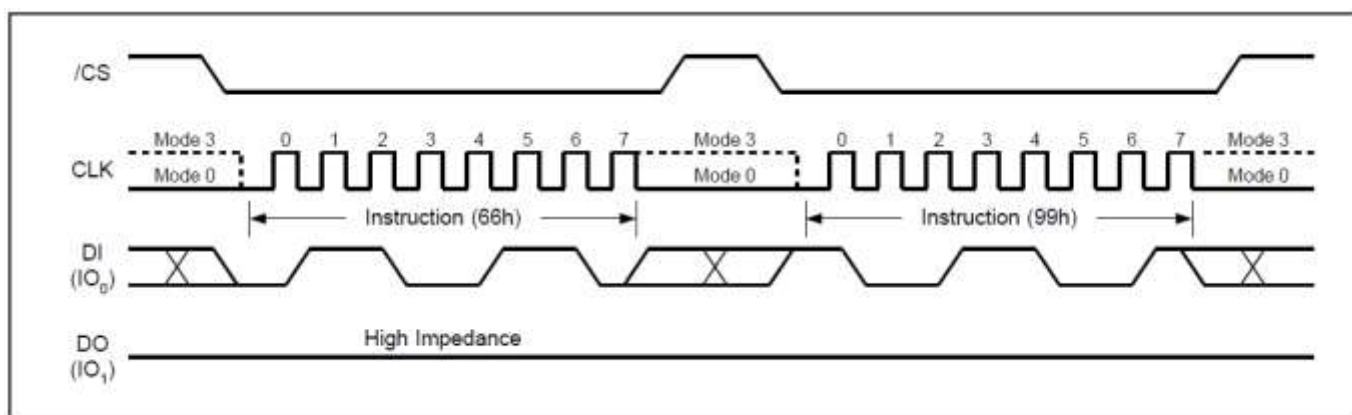 /CS
Mode 3 0 1 2 3 4 5 6 7 Mode 3 0 1 2 3 4 5 6 7 Mode 3
CLK
Mode 0 Mode 0 Mode 0
Instruction (66h) Instruction (99h)
DI
(IO₀)
High Impedance
DO
(IO₁)